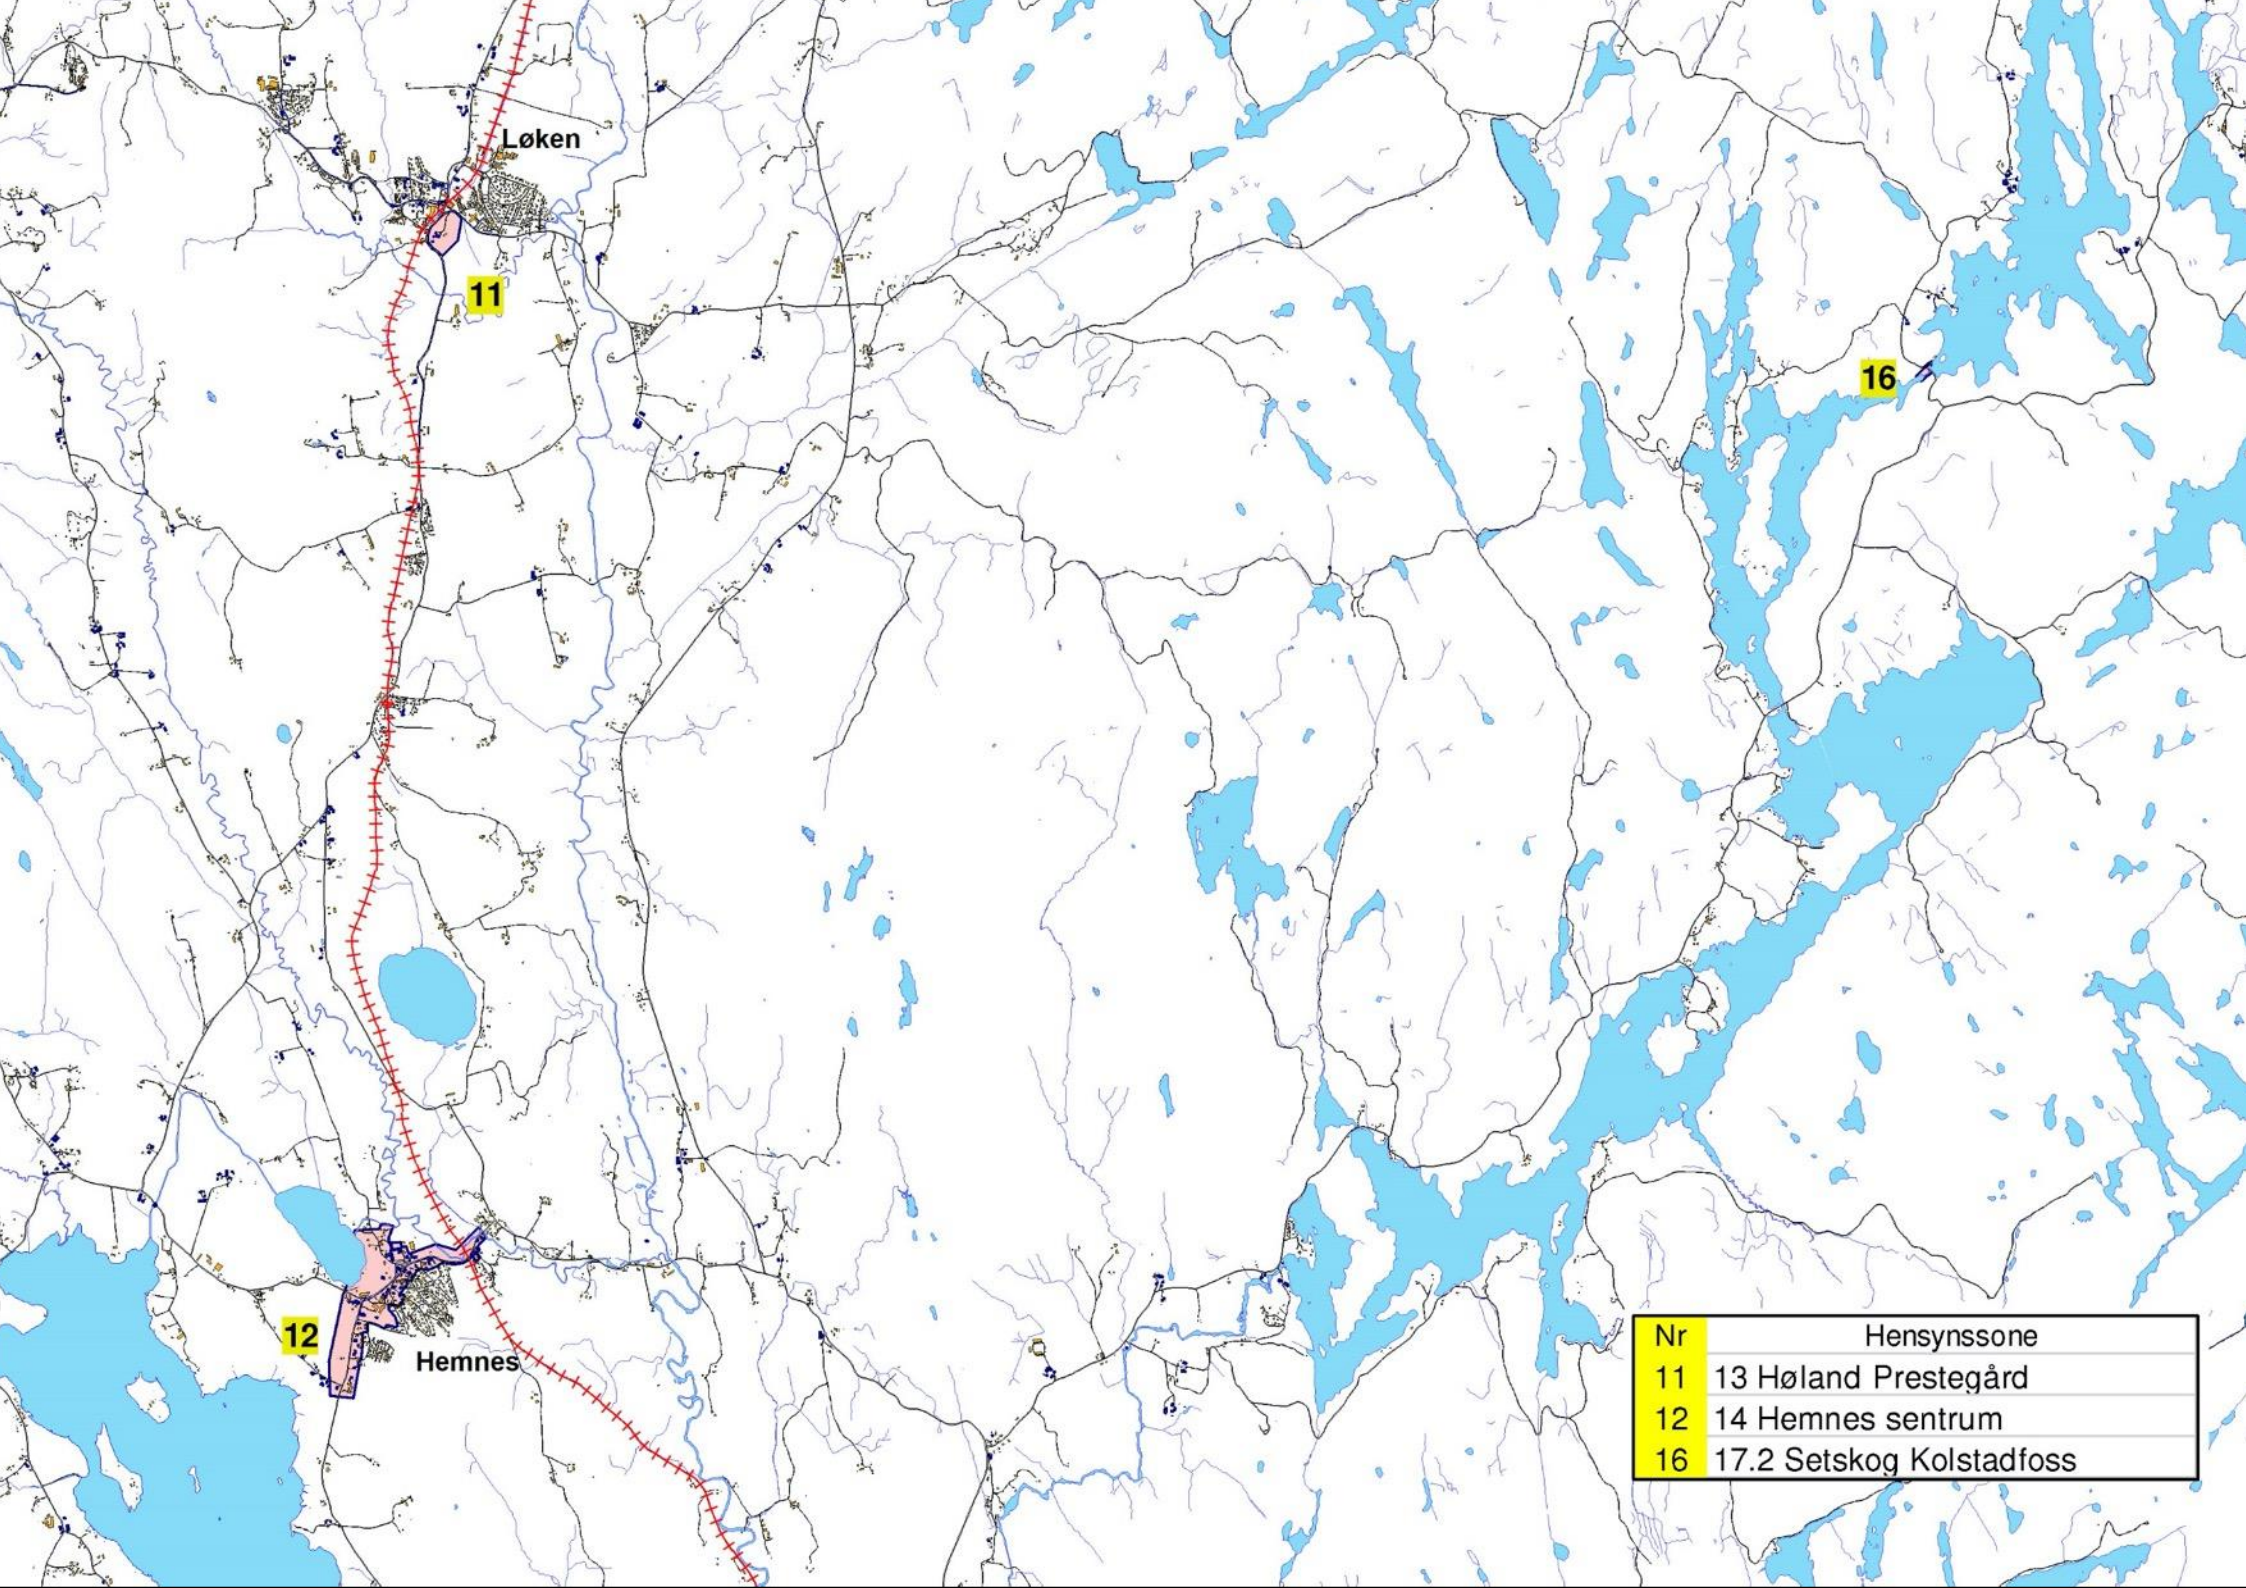 Løken
11
16
12
Hemnes
Nr Hensynssone
11 13 Høland Prestegård
12 14 Hemnes sentrum
16 17.2 Setskog Kolstadfoss